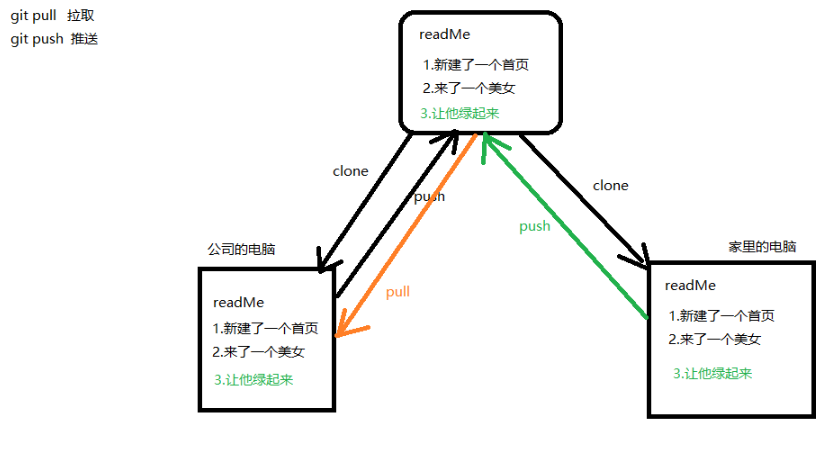 git pull 拉取
git push 推送
readMe
1.新建了一个首页
2.来了一个美女
3.让他绿起来
clone
push
clone
push
公司的电脑
家里的电脑
pull
readMe
1.新建了一个首页
2.来了一个美女
3.让他绿起来
readMe
1.新建了一个首页
2.来了一个美女
3.让他绿起来